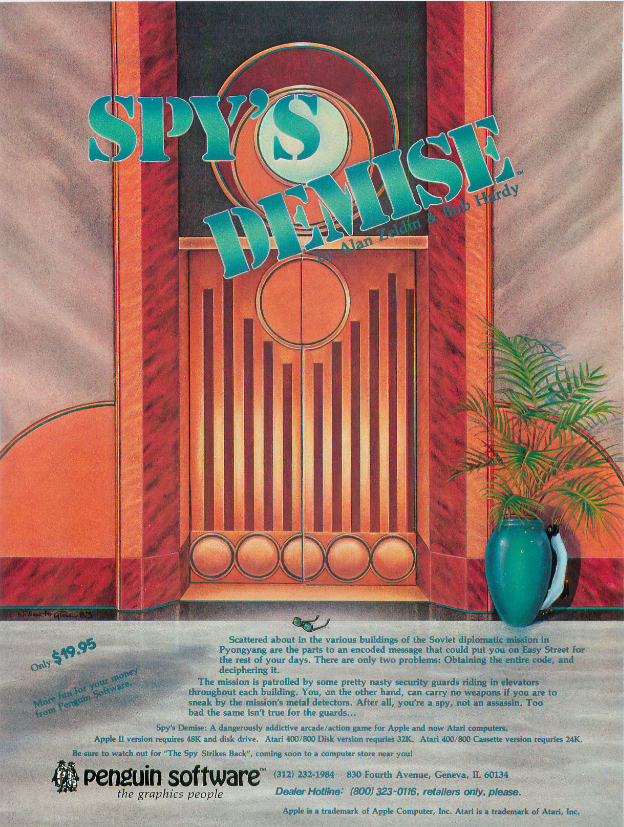 SPY'S
DEMISE™
by Alan Zeldin & Bob Hardy
Only $19.95
More fun for your money
from Penguin Software.
Scattered about in the various buildings of the Soviet diplomatic mission in
Pyongyang are the parts to an encoded message that could put you on Easy Street for
the rest of your days. There are only two problems: Obtaining the entire code, and
deciphering it.
The mission is patrolled by some pretty nasty security guards riding in elevators
throughout each building. You, on the other hand, can carry no weapons if you are to
sneak by the mission's metal detectors. After all, you're a spy, not an assassin. Too
bad the same isn't true for the guards...
Spy's Demise: A dangerously addictive arcade/action game for Apple and now Atari computers.
Apple II version requires 48K and disk drive. Atari 400/800 Disk version requries 32K. Atari 400/800 Cassette version requries 24K.
Be sure to watch out for "The Spy Strikes Back", coming soon to a computer store near you!
penguin software™
the graphics people
(312) 232-1984 830 Fourth Avenue, Geneva, IL 60134
Dealer Hotline: (800) 323-0116, retailers only, please.
Apple is a trademark of Apple Computer, Inc. Atari is a trademark of Atari, Inc.